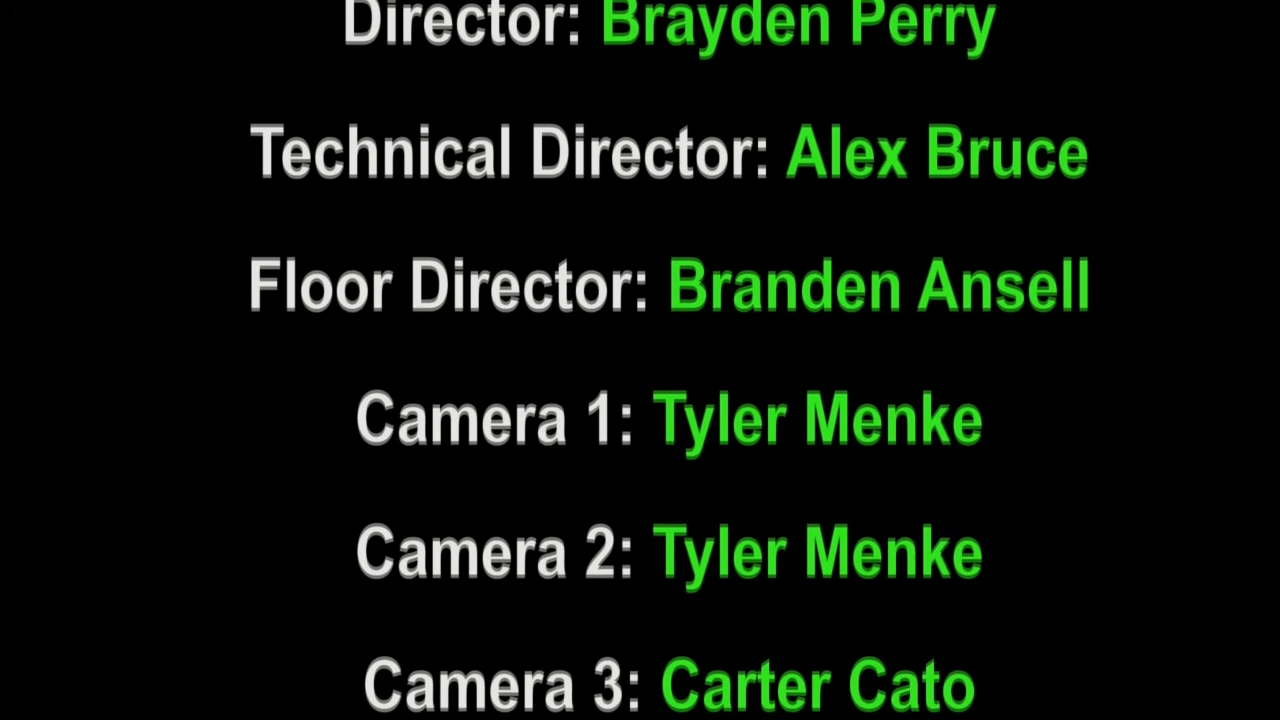 Director: Brayden Perry
Technical Director: Alex Bruce
Floor Director: Branden Ansell
Camera 1: Tyler Menke
Camera 2: Tyler Menke
Camera 3: Carter Cato